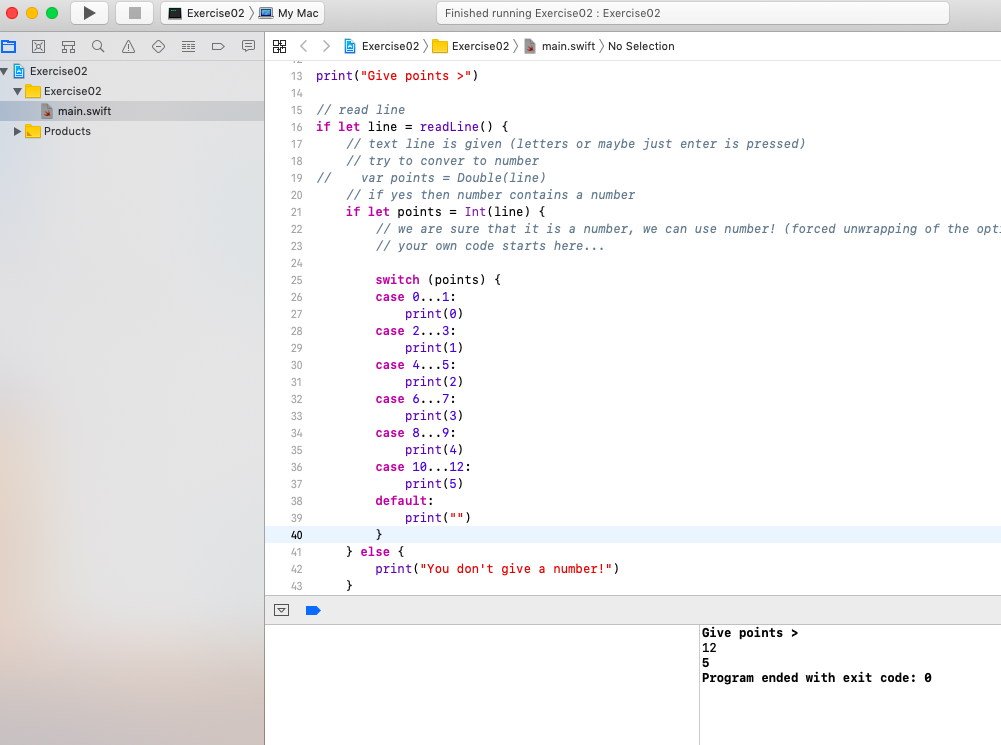 Exercise02 〉 My Mac
Finished running Exercise02 : Exercise02
Exercise02 〉 Exercise02 〉 main.swift 〉 No Selection
Exercise02
Exercise02
main.swift
Products
13 print("Give points >")
14
15 // read line
16 if let line = readLine() {
17 // text line is given (letters or maybe just enter is pressed)
18 // try to conver to number
19 // var points = Double(line)
20 // if yes then number contains a number
21 if let points = Int(line) {
22 // we are sure that it is a number, we can use number! (forced unwrapping of the opti
23 // your own code starts here...
24
25 switch (points) {
26 case 0...1:
27 print(0)
28 case 2...3:
29 print(1)
30 case 4...5:
31 print(2)
32 case 6...7:
33 print(3)
34 case 8...9:
35 print(4)
36 case 10...12:
37 print(5)
38 default:
39 print("")
40 }
41 } else {
42 print("You don't give a number!")
43 }
Give points >
12
5
Program ended with exit code: 0